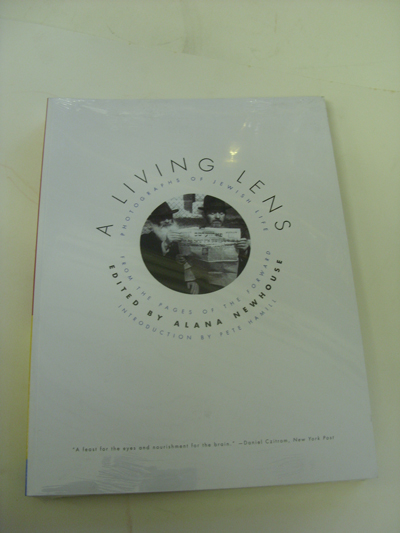 A LIVING LENS
PHOTOGRAPHS OF JEWISH LIFE
FROM THE PAGES OF THE FORWARD
EDITED BY ALANA NEWHOUSE
INTRODUCTION BY PETE HAMILL
"A feast for the eyes and nourishment for the brain." —Daniel Cairow, New York Post